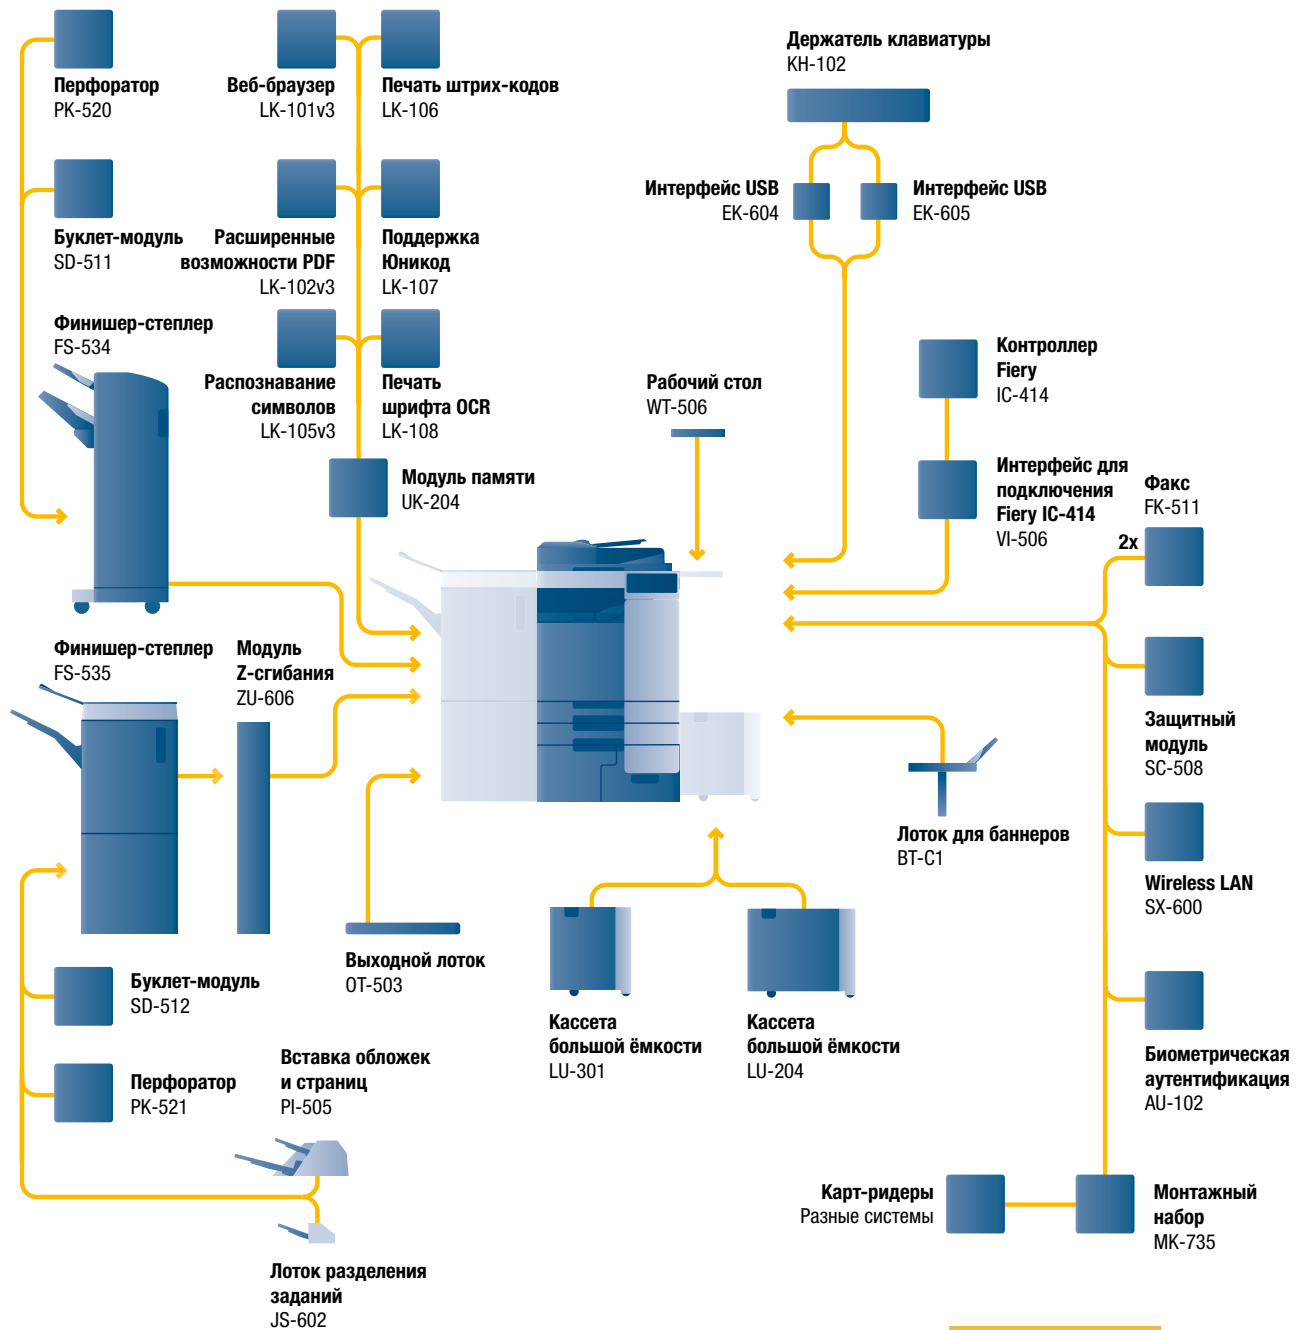 Перфоратор
PK-520
Веб-браузер
LK-101v3
Печать штрих-кодов
LK-106
Держатель клавиатуры
KH-102
Интерфейс USB
EK-604
Интерфейс USB
EK-605
Буклет-модуль
SD-511
Расширенные
возможности PDF
LK-102v3
Поддержка
Юникод
LK-107
Финишер-степлер
FS-534
Распознавание
символов
LK-105v3
Печать
шрифта OCR
LK-108
Рабочий стол
WT-506
Контроллер
Fiery
IC-414
Модуль памяти
UK-204
Интерфейс для
подключения
Fiery IC-414
VI-506
Факс
FK-511
2x
Финишер-степлер
FS-535
Модуль
Z-сгибания
ZU-606
Защитный
модуль
SC-508
Лоток для баннеров
BT-C1
Wireless LAN
SX-600
Выходной лоток
OT-503
Буклет-модуль
SD-512
Кассета
большой ёмкости
LU-301
Кассета
большой ёмкости
LU-204
Биометрическая
аутентификация
AU-102
Вставка обложек
и страниц
PI-505
Перфоратор
PK-521
Карт-ридеры
Разные системы
Монтажный
набор
MK-735
Лоток разделения
заданий
JS-602